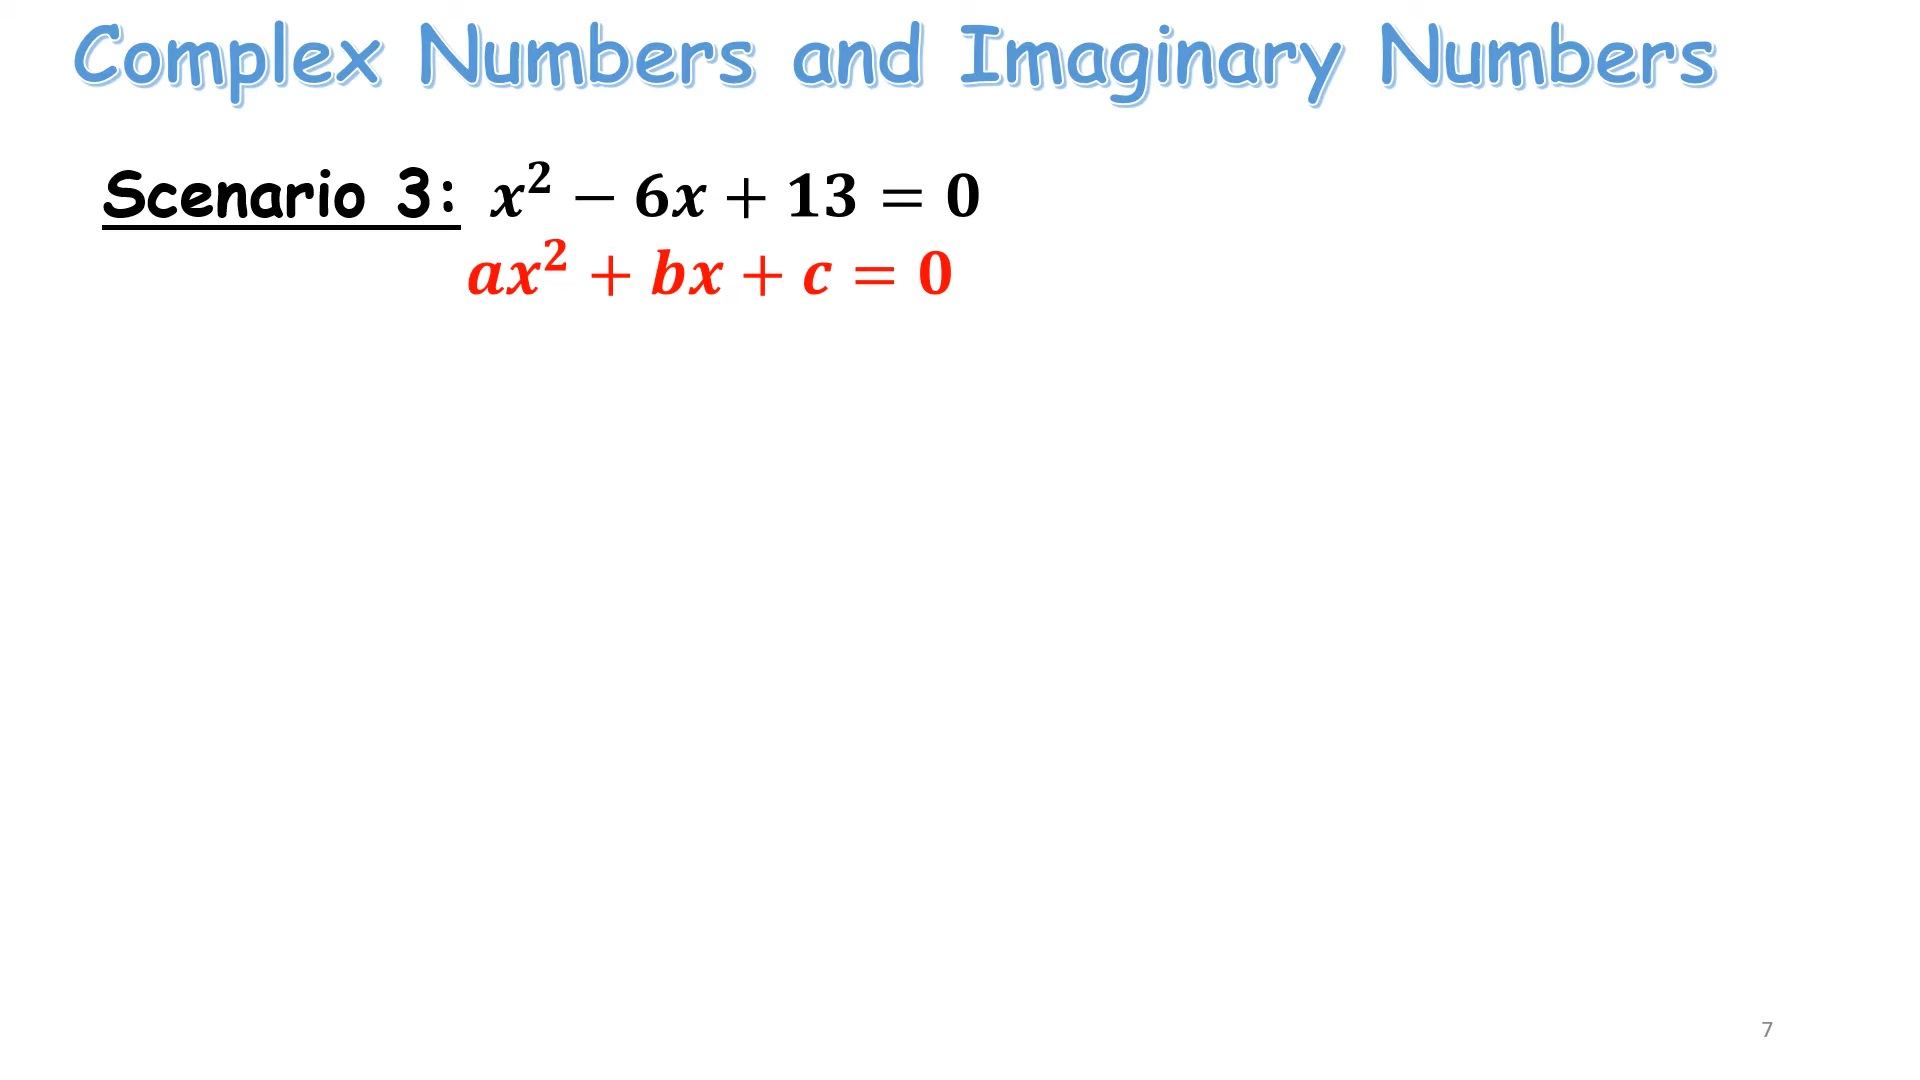 Complex Numbers and Imaginary Numbers
Scenario 3: x² − 6x + 13 = 0
ax² + bx + c = 0
7